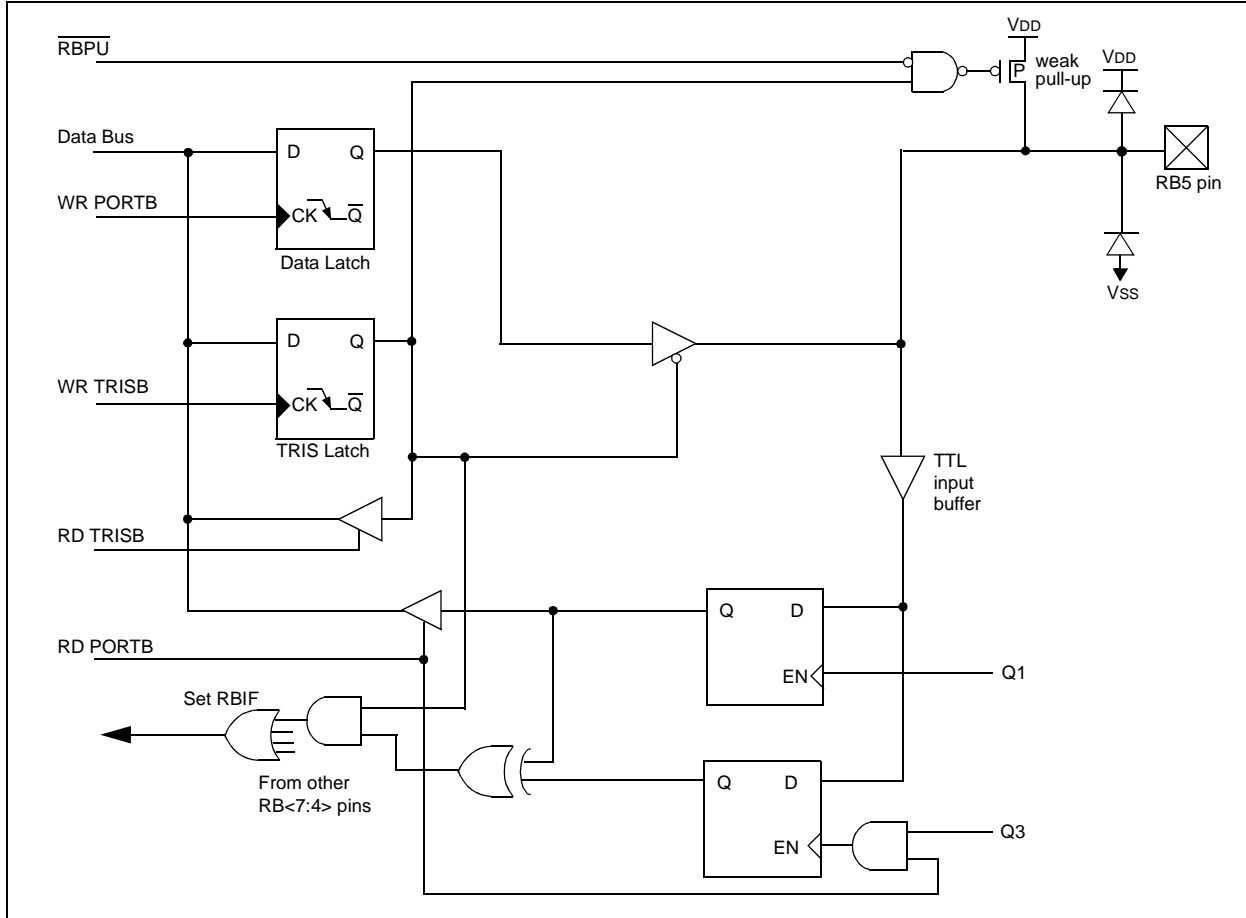 RBPU
VDD
P
weak
pull-up
VDD
Data Bus
D
Q
WR PORTB
CK
Q
Data Latch
RB5 pin
VSS
D
Q
WR TRISB
CK
Q
TRIS Latch
TTL
input
buffer
RD TRISB
Q
D
RD PORTB
EN
Q1
Set RBIF
From other
RB<7:4> pins
Q
D
EN
Q3